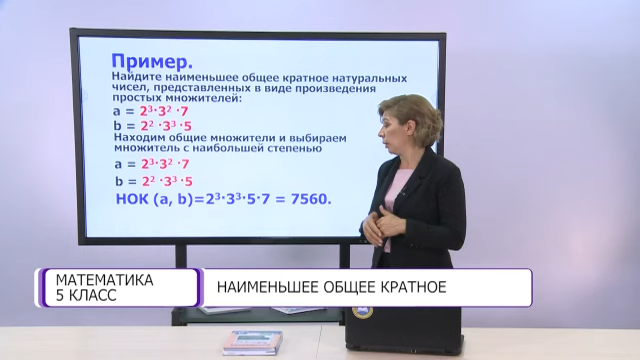 Пример.
Найдите наименьшее общее кратное натуральных
чисел, представленных в виде произведения
простых множителей:
a = 2³·3² ·7
b = 2² ·3³ ·5
Находим общие множители и выбираем
множитель с наибольшей степенью
a = 2³·3² ·7
b = 2² ·3³ ·5
НОК (a, b)=2³·3³·5·7 = 7560.
МАТЕМАТИКА
5 КЛАСС
НАИМЕНЬШЕЕ ОБЩЕЕ КРАТНОЕ